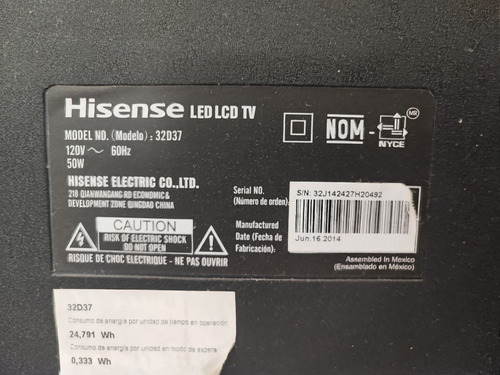 Hisense LED LCD TV
MODEL NO. (Modelo): 32D37
120V ~ 60Hz
50W
HISENSE ELECTRIC CO.,LTD.
218 QIANWANGANG RD ECONOMIC &
DEVELOPMENT ZONE QINGDAO CHINA
CAUTION
RISK OF ELECTRIC SHOCK
DO NOT OPEN
RISQUE DE CHOC ELECTRIQUE - NE PAS OUVRIR
NOM - NYCE
MR
Serial NO.
(Número de orden):
S/N: 32J142427H20492
Manufactured
Date (Fecha de
Fabricación):
Jun.16.2014
Assembled In Mexico
(Ensamblado en México)
32D37
Consumo de energía por unidad de tiempo en operación
24,791 Wh
Consumo de energía por unidad en modo de espera
0,333 Wh